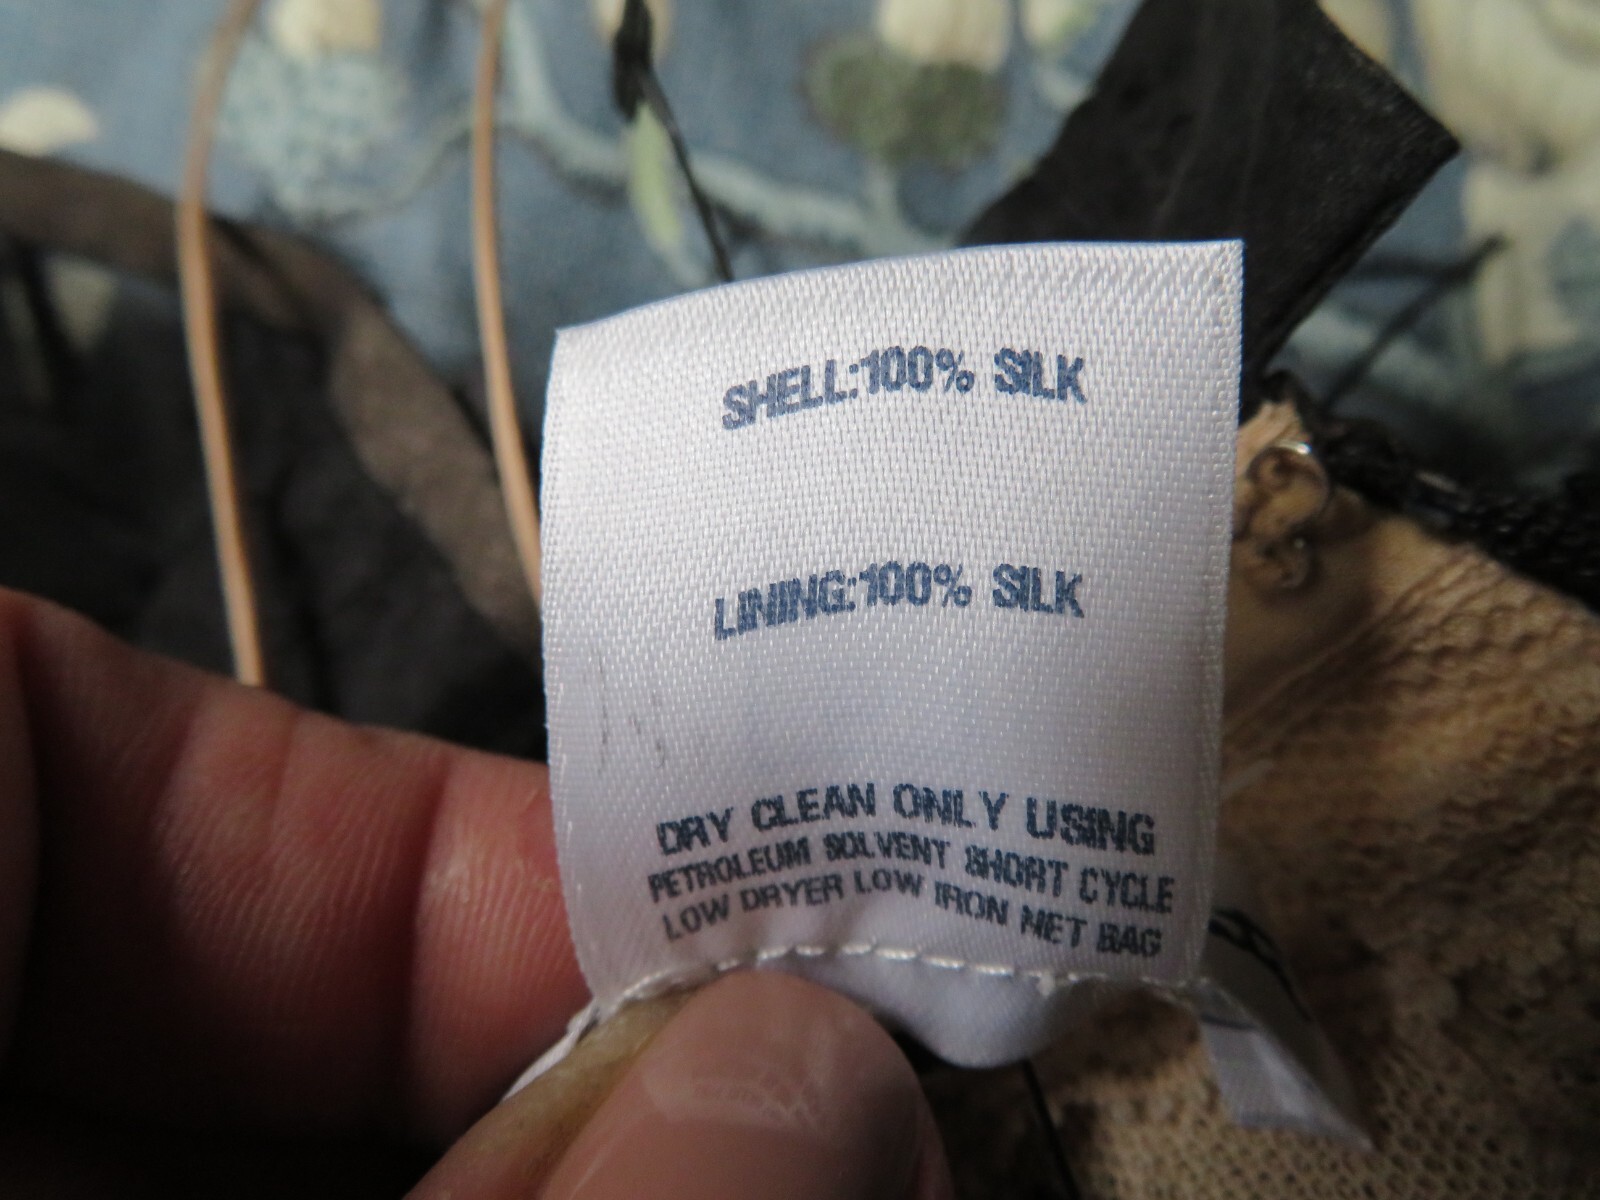 SHELL:100% SILK
LINING:100% SILK
DRY CLEAN ONLY USING
PETROLEUM SOLVENT SHORT CYCLE
LOW DRYER LOW IRON NET BAG